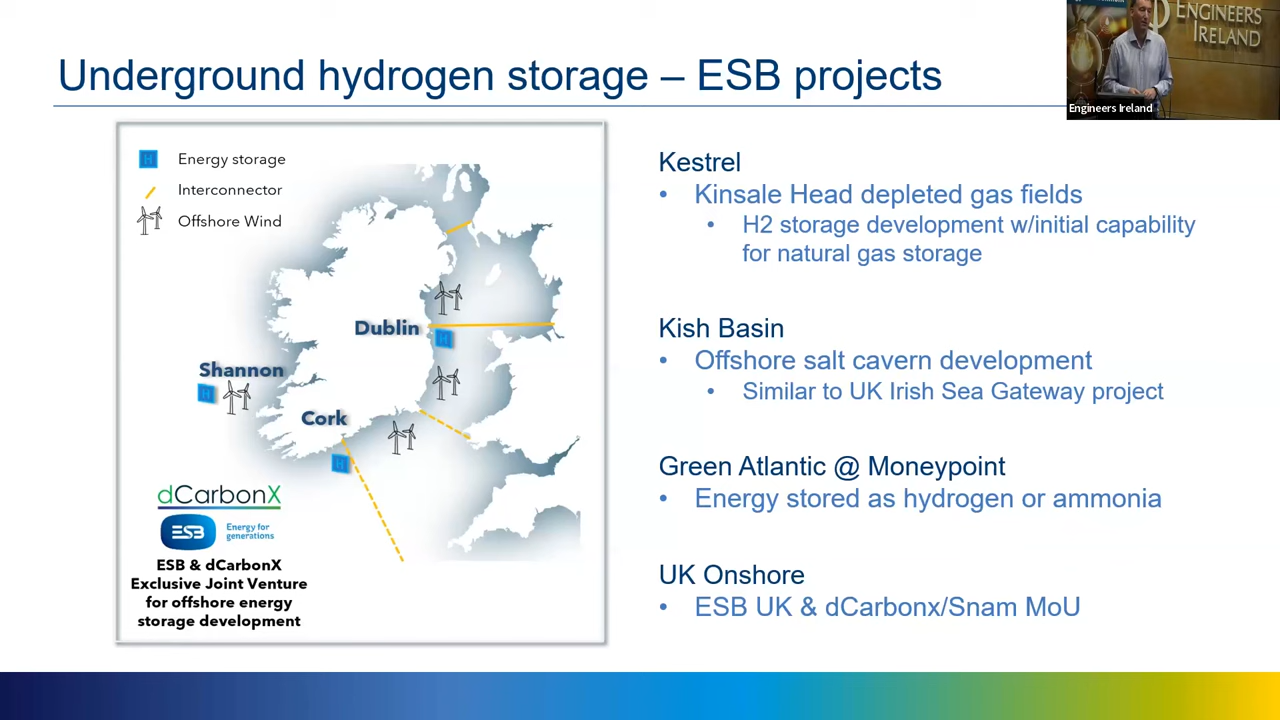 Underground hydrogen storage – ESB projects
ENGINEERS
IRELAND
Engineers Ireland
Energy storage
Interconnector
Offshore Wind
Dublin
Shannon
Cork
dCarbonX
ESB
Energy for
generations
ESB & dCarbonX
Exclusive Joint Venture
for offshore energy
storage development
Kestrel
• Kinsale Head depleted gas fields
• H2 storage development w/initial capability
for natural gas storage
Kish Basin
• Offshore salt cavern development
• Similar to UK Irish Sea Gateway project
Green Atlantic @ Moneypoint
• Energy stored as hydrogen or ammonia
UK Onshore
• ESB UK & dCarbonx/Snam MoU